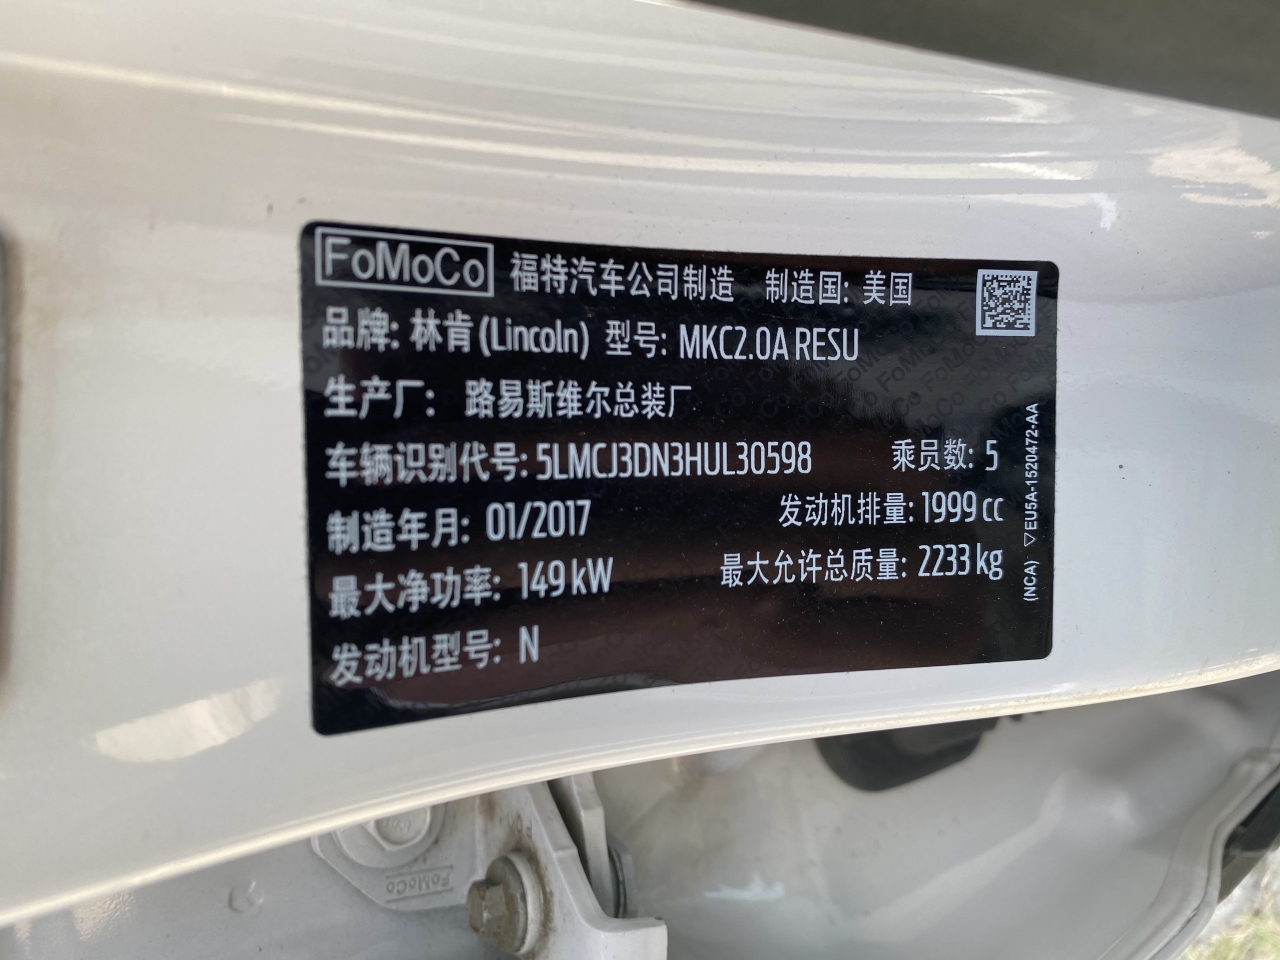 FoMoCo 福特汽车公司制造 制造国: 美国
品牌: 林肯 (Lincoln) 型号: MKC2.0A RESU
生产厂: 路易斯维尔总装厂
车辆识别代号: 5LMCJ3DN3HUL30598 乘员数: 5
制造年月: 01/2017 发动机排量: 1999 cc
最大净功率: 149 kW 最大允许总质量: 2233 kg
发动机型号: N
(NCA) ▽EU5A-1520472-AA
FoMoCo